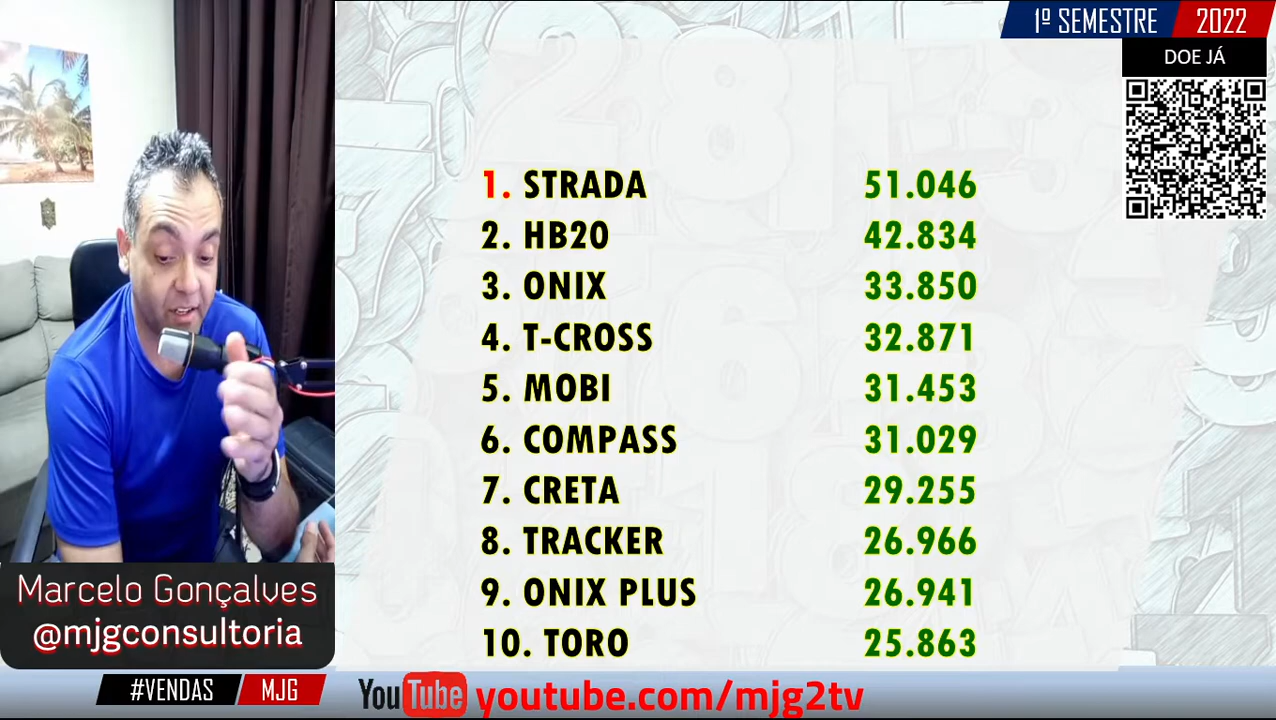 1º SEMESTRE 2022
DOE JÁ
1. STRADA 51.046
2. HB20 42.834
3. ONIX 33.850
4. T-CROSS 32.871
5. MOBI 31.453
6. COMPASS 31.029
7. CRETA 29.255
8. TRACKER 26.966
9. ONIX PLUS 26.941
10. TORO 25.863
Marcelo Gonçalves
@mjgconsultoria
#VENDAS MJG YouTube youtube.com/mjg2tv